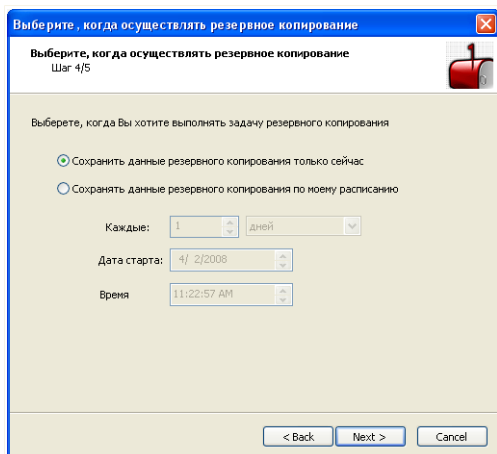 Выберите , когда осуществлять резервное копирование
Выберите, когда осуществлять резервное копирование
Шаг 4/5
Выберете, когда Вы хотите выполнять задачу резервного копирования
Сохранить данные резервного копирования только сейчас
Сохранять данные резервного копирования по моему расписанию
Каждые: 1 дней
Дата старта: 4/ 2/2008
Время 11:22:57 AM
< Back Next > Cancel